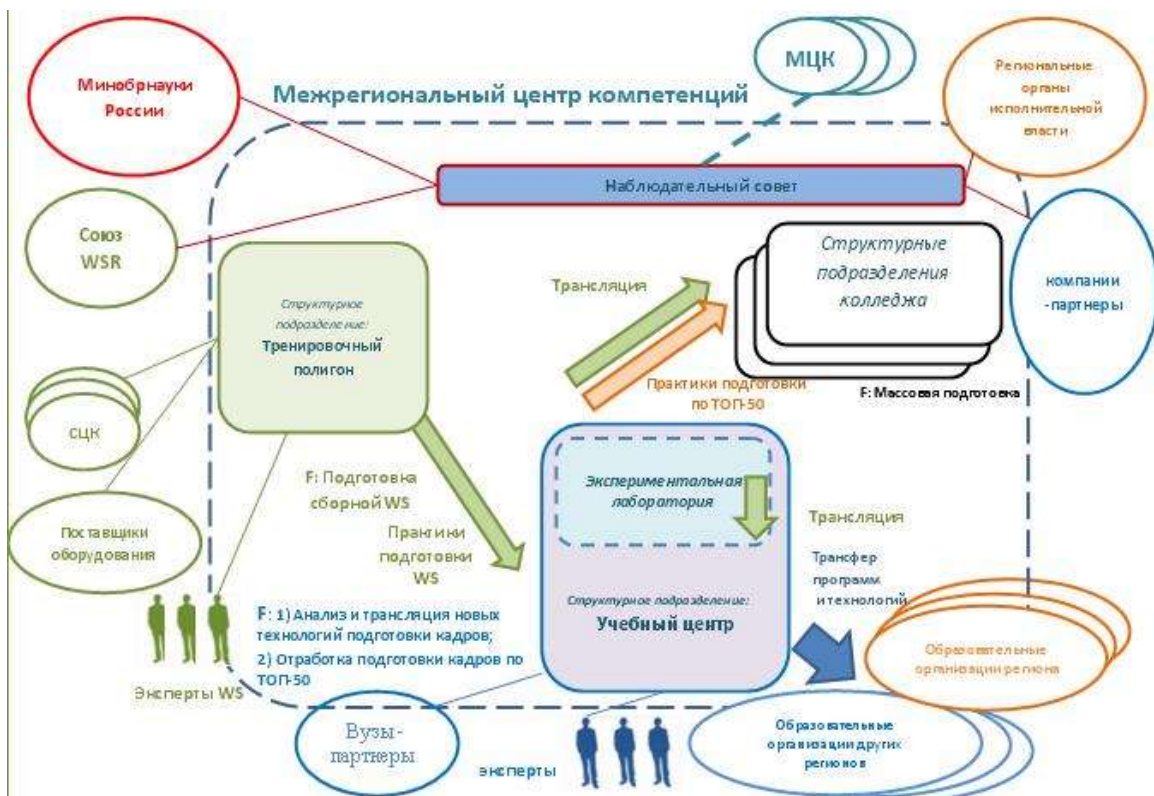 МЦК
Минобрнауки
России
Межрегиональный центр компетенций
Региональные
органы
исполнительной
власти
Наблюдательный совет
Союз
WSR
Структурные
подразделения
колледжа
компании
-партнеры
Трансляция
Структурное
подразделение:
Тренировочный
полигон
Практики подготовки
по ТОП-50
F: Массовая подготовка
СЦК
F: Подготовка
сборной WS
Экспериментальная
лаборатория
Поставщики
оборудования
Практики
подготовки
WS
Трансляция
Трансфер
программ
и технологий
F: 1) Анализ и трансляция новых
технологий подготовки кадров;
2) Отработка подготовки кадров по
ТОП-50
Структурное подразделение:
Учебный центр
Эксперты WS
Образовательные
организации региона
Вузы-
партнеры
эксперты
Образовательные
организации других
регионов